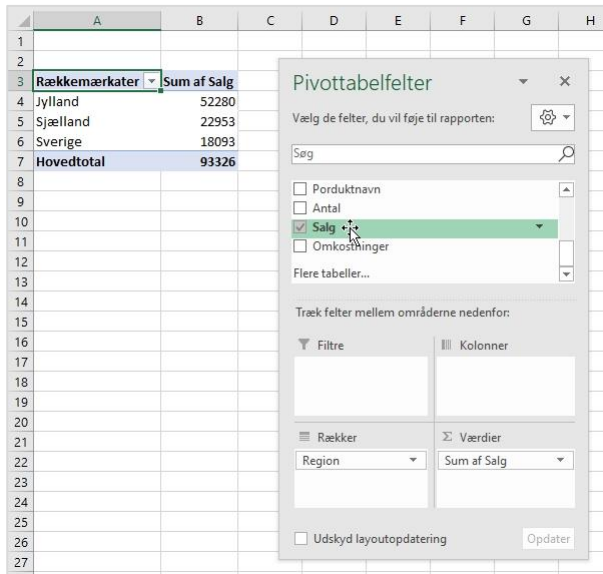 A B C D E F G H
1
2
3 Rækkemærkater Sum af Salg
4 Jylland 52280
5 Sjælland 22953
6 Sverige 18093
7 Hovedtotal 93326
8
9
10
11
12
13
14
15
16
17
18
19
20
21
22
23
24
25
26
27
Pivottabelfelter
Vælg de felter, du vil føje til rapporten:
Søg
Porduktnavn
Antal
Salg
Omkostninger
Flere tabeller...
Træk felter mellem områderne nedenfor:
Filtre
Kolonner
Rækker
Σ Værdier
Region
Sum af Salg
Udskyd layoutopdatering
Opdater